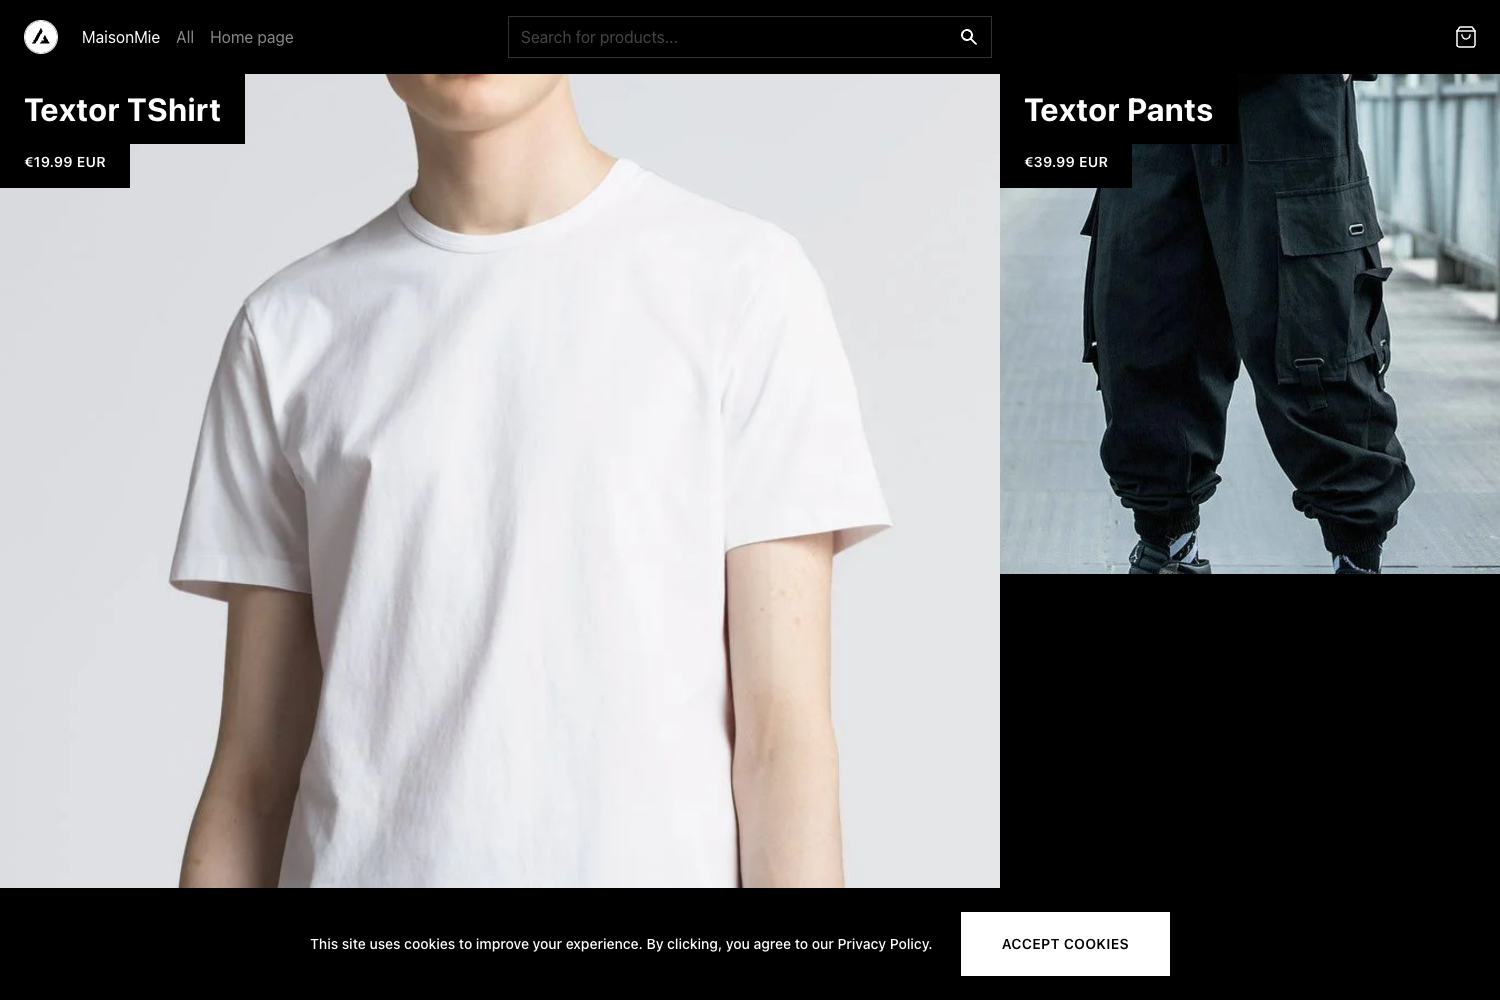 MaisonMie
All
Home page
Search for products...
Textor TShirt
€19.99 EUR
Textor Pants
€39.99 EUR
This site uses cookies to improve your experience. By clicking, you agree to our Privacy Policy.
ACCEPT COOKIES